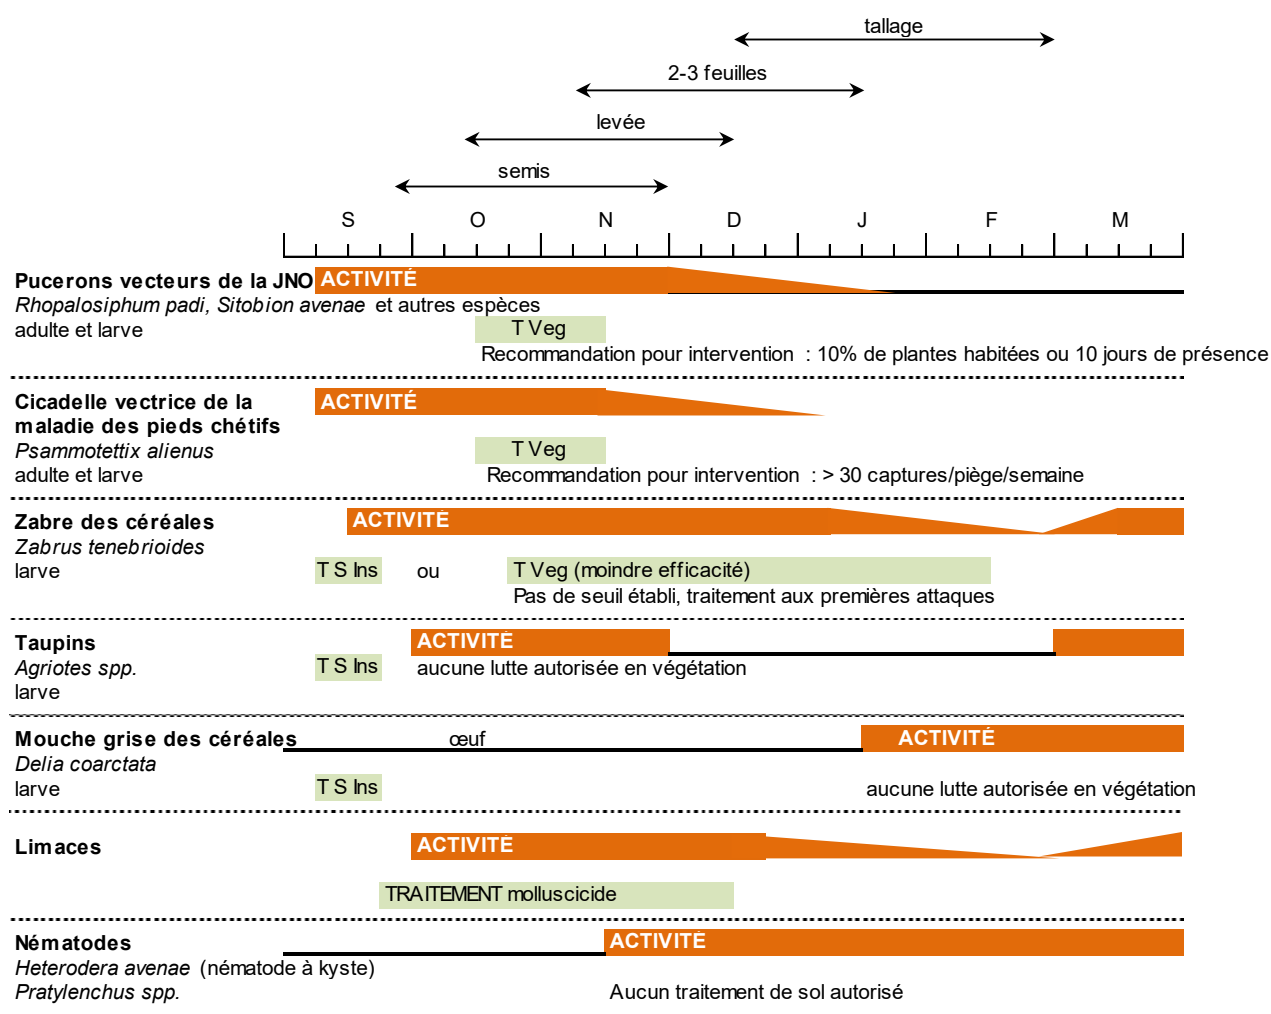 tallage
2-3 feuilles
levée
semis
S O N D J F M
Pucerons vecteurs de la JNO ACTIVITÉ
Rhopalosiphum padi, Sitobion avenae et autres espèces
adulte et larve T Veg
Recommandation pour intervention : 10% de plantes habitées ou 10 jours de présence
Cicadelle vectrice de la ACTIVITÉ
maladie des pieds chétifs
Psammotettix alienus T Veg
adulte et larve Recommandation pour intervention : > 30 captures/piège/semaine
Zabre des céréales ACTIVITÉ
Zabrus tenebrioides
larve T S Ins ou T Veg (moindre efficacité)
Pas de seuil établi, traitement aux premières attaques
Taupins ACTIVITÉ
Agriotes spp. T S Ins aucune lutte autorisée en végétation
larve
Mouche grise des céréales œuf ACTIVITÉ
Delia coarctata
larve T S Ins aucune lutte autorisée en végétation
Limaces ACTIVITÉ
TRAITEMENT molluscicide
Nématodes ACTIVITÉ
Heterodera avenae (nématode à kyste)
Pratylenchus spp. Aucun traitement de sol autorisé